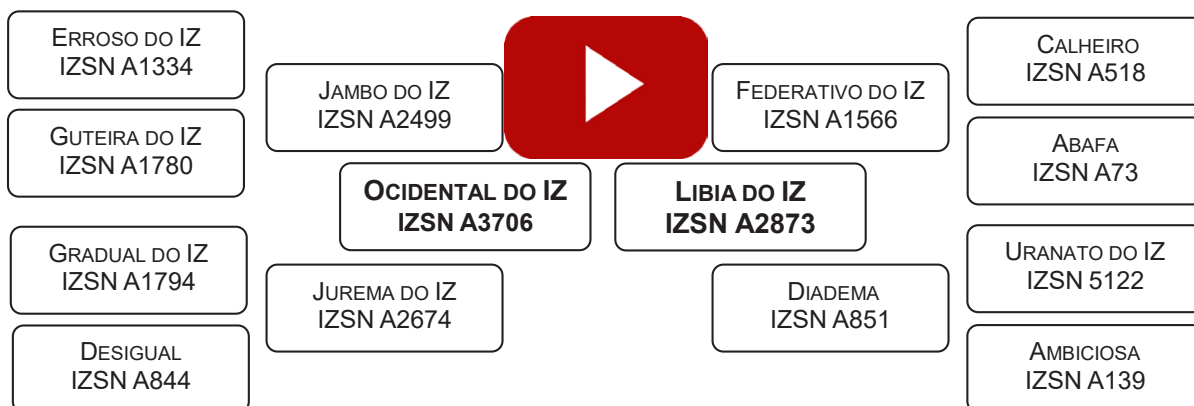 Erroso do IZ
IZSN A1334
Guteira do IZ
IZSN A1780
Gradual do IZ
IZSN A1794
Desigual
IZSN A844
Jambo do IZ
IZSN A2499
Jurema do IZ
IZSN A2674
Ocidental do IZ
IZSN A3706
Libia do IZ
IZSN A2873
Federativo do IZ
IZSN A1566
Diadema
IZSN A851
Calheiro
IZSN A518
Abafa
IZSN A73
Uranato do IZ
IZSN 5122
Ambiciosa
IZSN A139